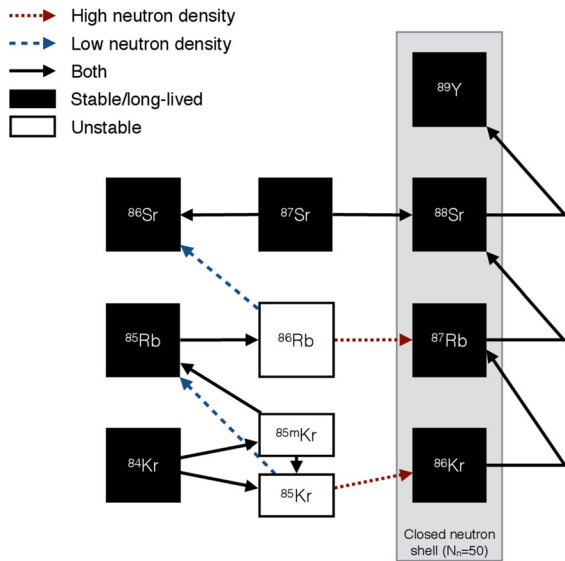 High neutron density
Low neutron density
Both
Stable/long-lived
Unstable
⁸⁹Y
⁸⁶Sr
⁸⁷Sr
⁸⁸Sr
⁸⁵Rb
⁸⁶Rb
⁸⁷Rb
⁸⁵ᵐKr
⁸⁴Kr
⁸⁵Kr
⁸⁶Kr
Closed neutron
shell (Nₙ=50)